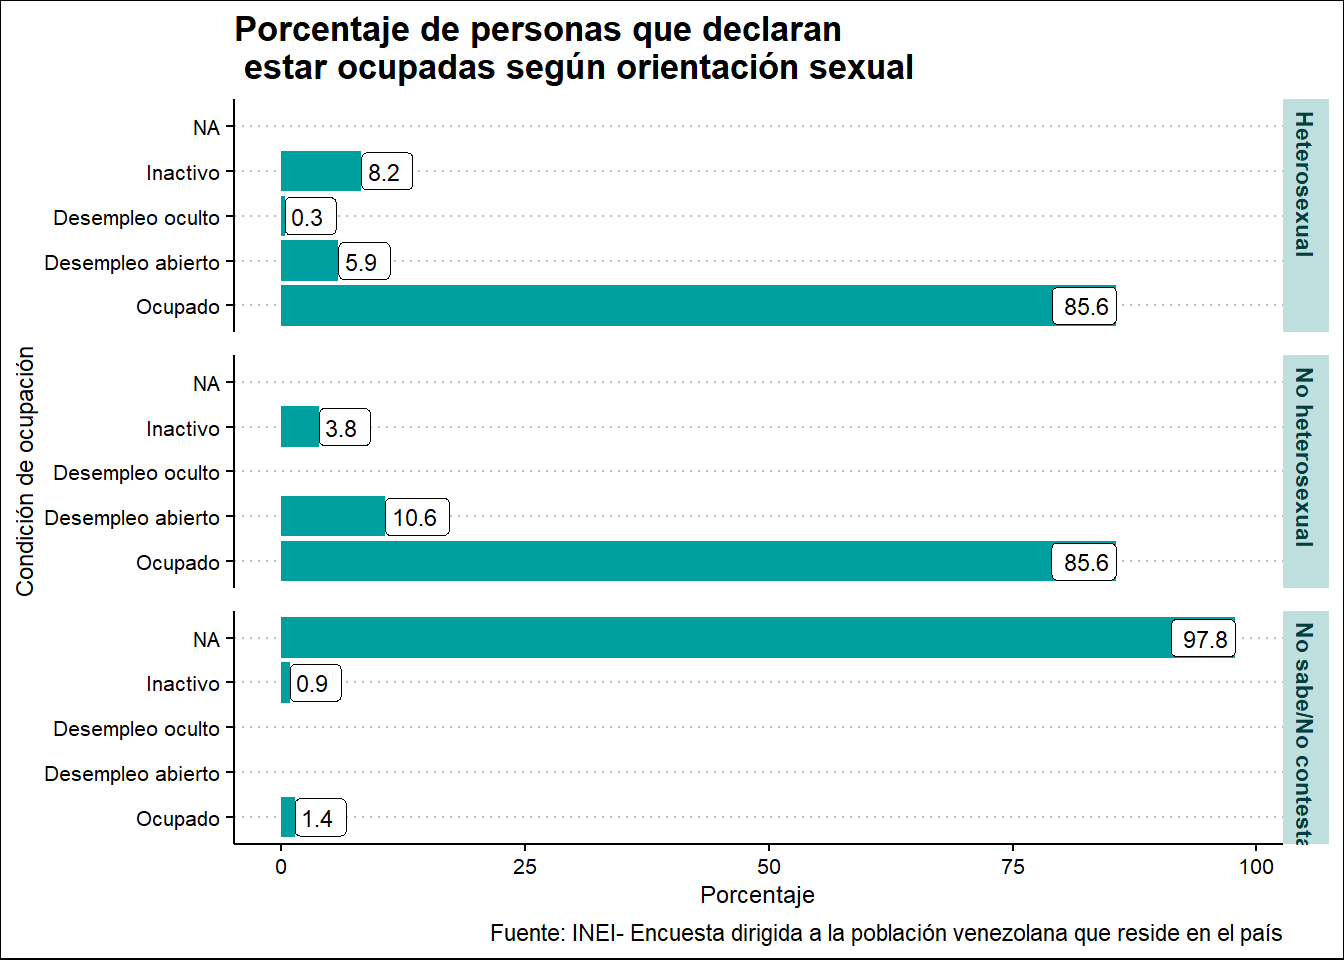 Porcentaje de personas que declaran
estar ocupadas según orientación sexual
Condición de ocupación
Heterosexual
NA
Inactivo 8.2
Desempleo oculto 0.3
Desempleo abierto 5.9
Ocupado 85.6
No heterosexual
NA
Inactivo 3.8
Desempleo oculto
Desempleo abierto 10.6
Ocupado 85.6
No sabe/No contesta
NA 97.8
Inactivo 0.9
Desempleo oculto
Desempleo abierto
Ocupado 1.4
0 25 50 75 100
Porcentaje
Fuente: INEI- Encuesta dirigida a la población venezolana que reside en el país